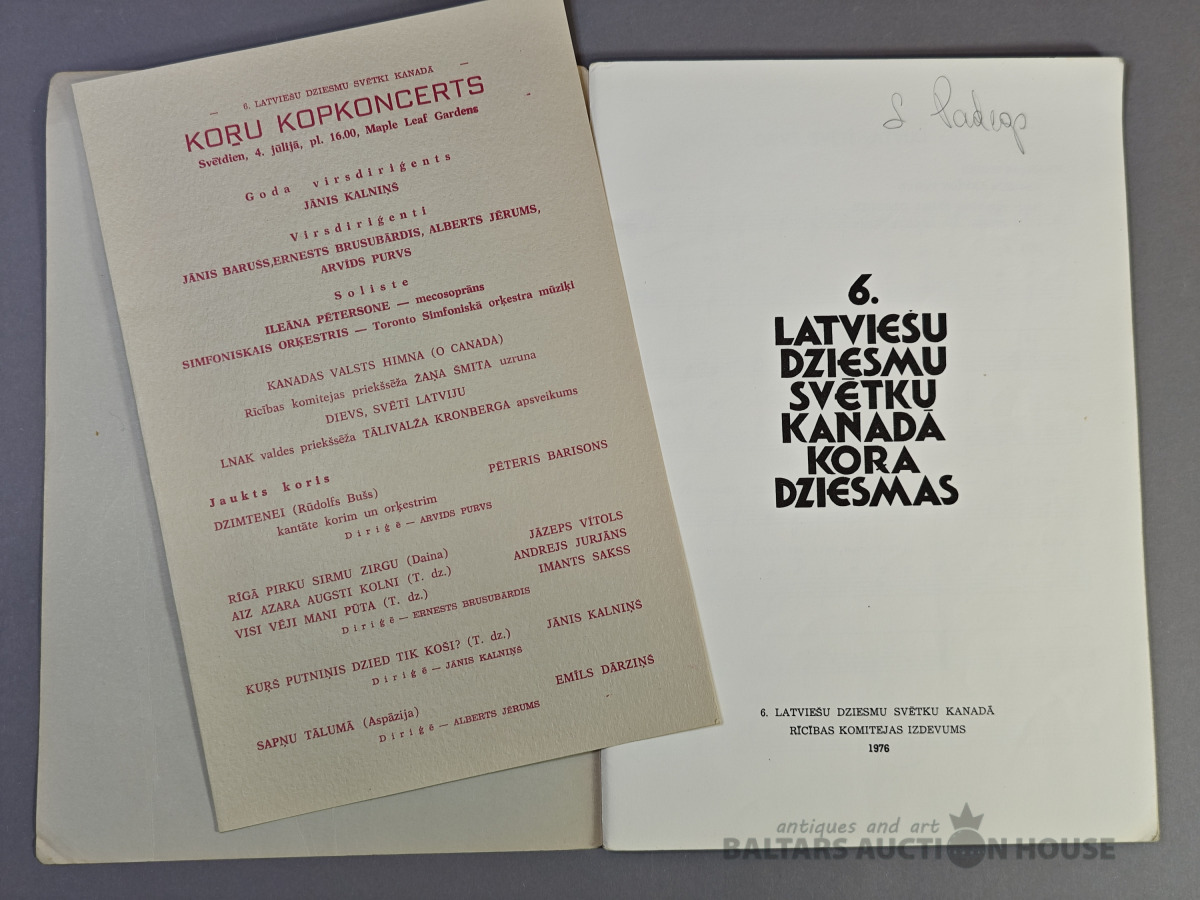 6. LATVIEŠU DZIESMU SVĒTKI KANADĀ
KOŖU KOPKONCERTS
Svētdien, 4. jūlijā, pl. 16.00, Maple Leaf Gardens
Goda virsdiriģents
JĀNIS KALNIŅŠ
Virsdiriģenti
JĀNIS BARUŠS,ERNESTS BRUSUBĀRDIS, ALBERTS JĒRUMS,
ARVĪDS PURVS
Soliste
ILEĀNA PĒTERSONE — mecosoprāns
SIMFONISKAIS ORĶESTRIS — Toronto Simfoniskā orķestra mūziķi
KANADAS VALSTS HIMNA (O CANADA)
Rīcības komitejas priekšsēža ŽAŅA ŠMITA uzruna
DIEVS, SVĒTĪ LATVIJU
LNAK valdes priekšsēža TĀLIVALŽA KRONBERGA apsveikums
Jaukts koris
DZIMTENEI (Rūdolfs Bušs) PĒTERIS BARISONS
kantāte korim un orķestrim
Diriģē — ARVĪDS PURVS
RĪGĀ PIRKU SIRMU ZIRGU (Daina) JĀZEPS VĪTOLS
AIZ AZARA AUGSTI KOLNI (T. dz.) ANDREJS JURJĀNS
VISI VĒJI MANI PŪTA (T. dz.) IMANTS SAKSS
Diriģē — ERNESTS BRUSUBĀRDIS
KUŖŠ PUTNIŅIS DZIED TIK KOŠI? (T. dz.) JĀNIS KALNIŅŠ
Diriģē — JĀNIS KALNIŅŠ
SAPŅU TĀLUMĀ (Aspāzija) EMĪLS DĀRZIŅŠ
Diriģē — ALBERTS JĒRUMS
6.
LATVIEŠU
DZIESMU
SVĒTKU
KANADĀ
KOŖA
DZIESMAS
6. LATVIEŠU DZIESMU SVĒTKU KANADĀ
RĪCĪBAS KOMITEJAS IZDEVUMS
1976
antiques and art
BALTARS AUCTION HOUSE